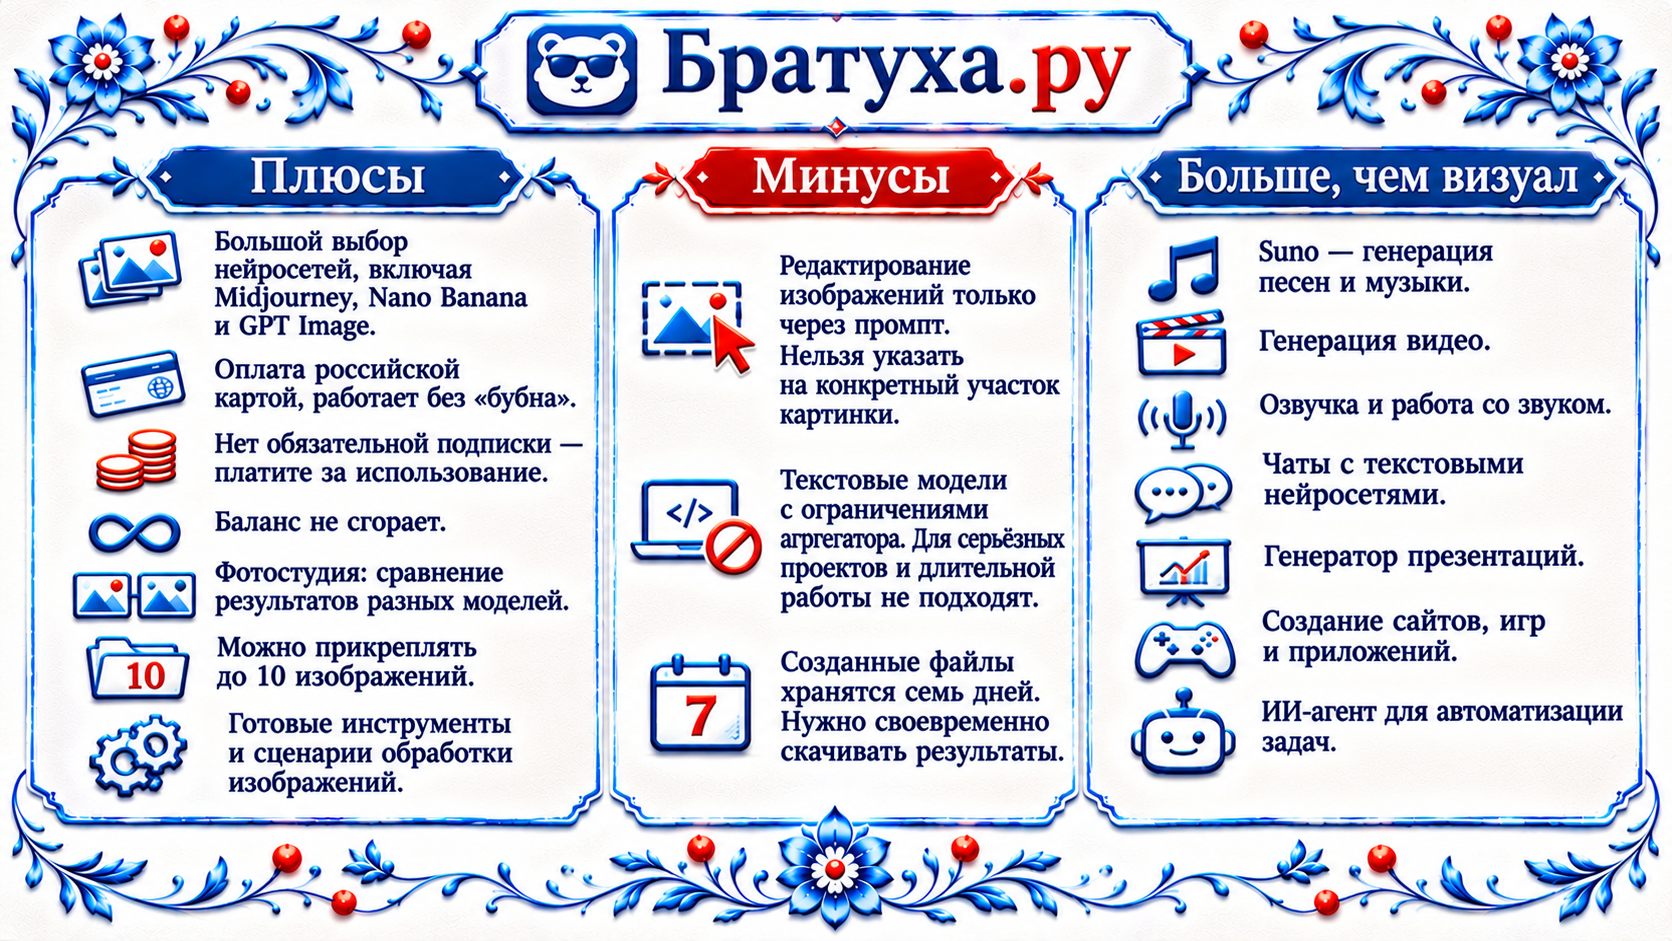 Братуха.ру
Плюсы
Большой выбор
нейросетей, включая
Midjourney, Nano Banana
и GPT Image.
Оплата российской
картой, работает без «бубна».
Нет обязательной подписки —
платите за использование.
Баланс не сгорает.
Фотостудия: сравнение
результатов разных моделей.
10
Можно прикреплять
до 10 изображений.
Готовые инструменты
и сценарии обработки
изображений.
Минусы
Редактирование
изображений только
через промпт.
Нельзя указать
на конкретный участок
картинки.
</>
Текстовые модели
с ограничениями
агргегатора. Для серьёзных
проектов и длительной
работы не подходят.
7
Созданные файлы
хранятся семь дней.
Нужно своевременно
скачивать результаты.
Больше, чем визуал
Suno — генерация
песен и музыки.
Генерация видео.
Озвучка и работа со звуком.
Чаты с текстовыми
нейросетями.
Генератор презентаций.
Создание сайтов, игр
и приложений.
ИИ-агент для автоматизации
задач.